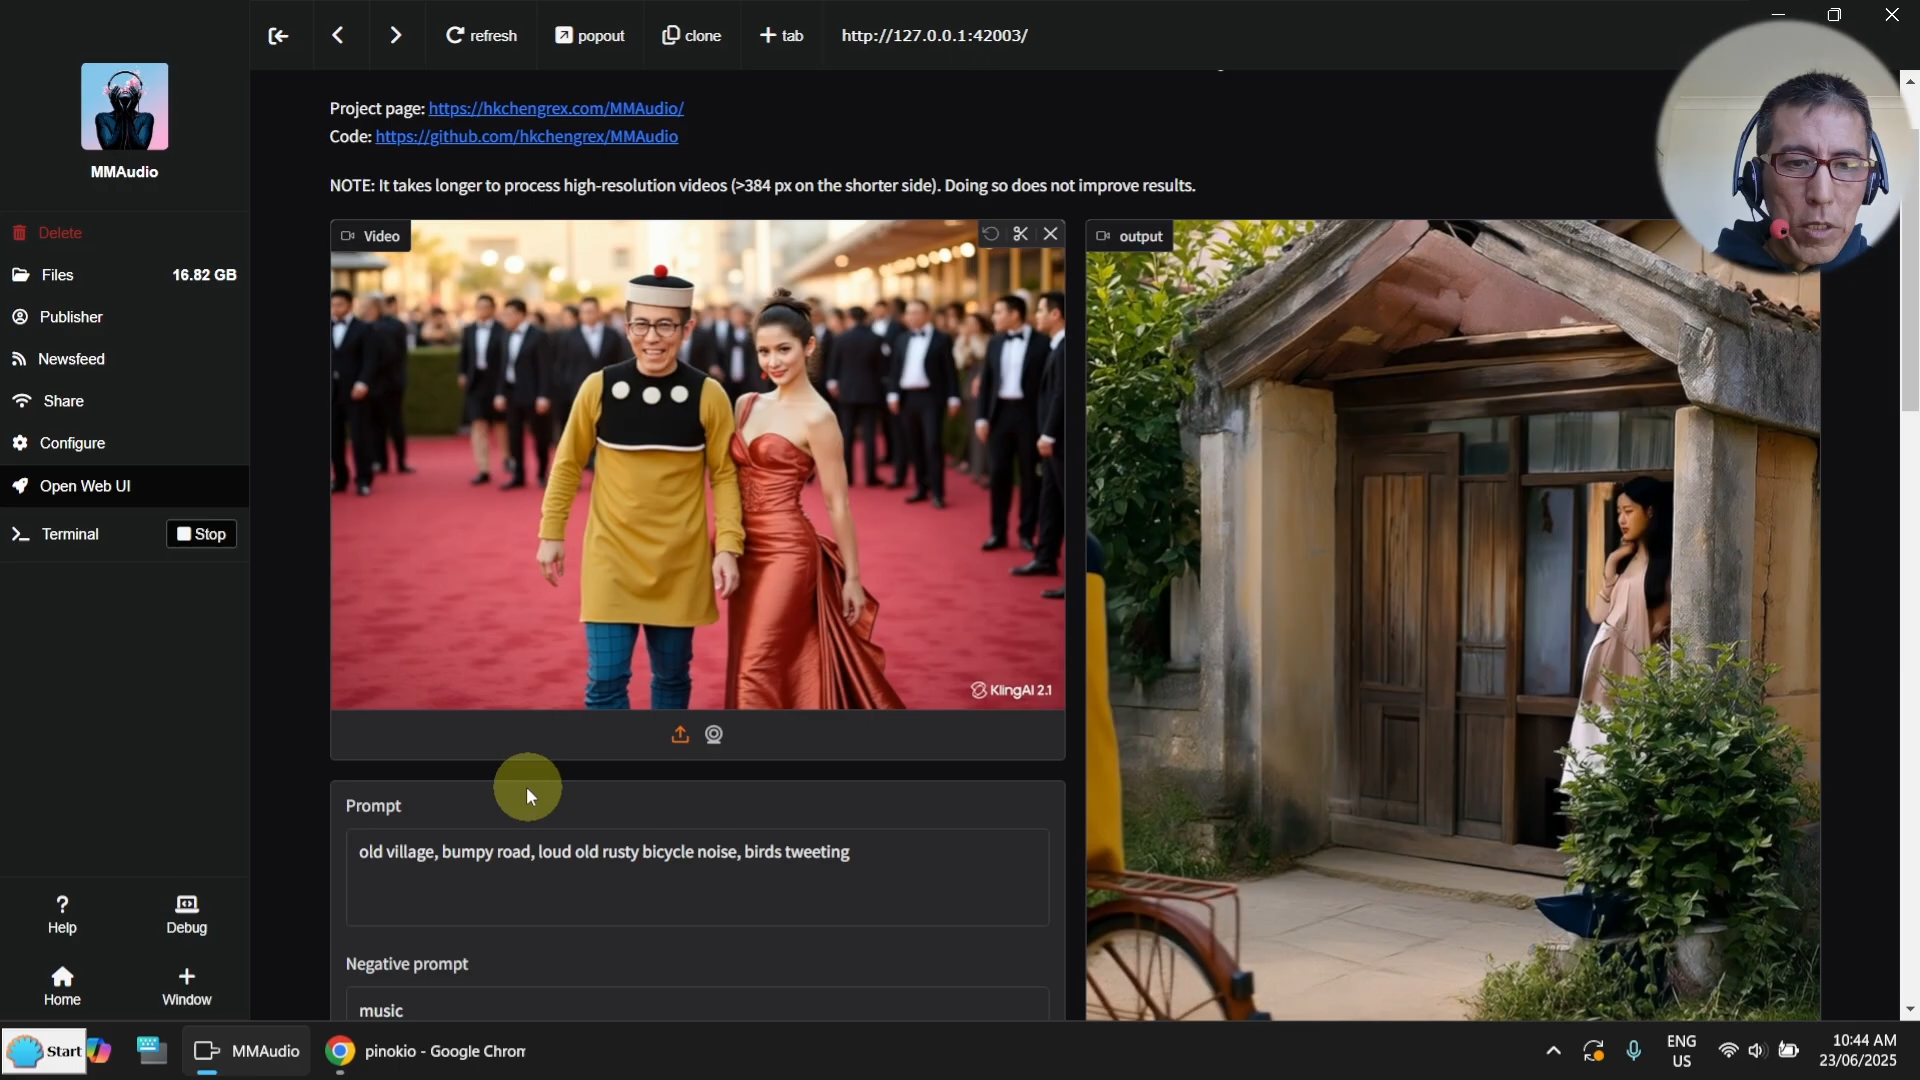 refresh
popout
clone
tab
http://127.0.0.1:42003/
MMAudio
Delete
Files 16.82 GB
Publisher
Newsfeed
Share
Configure
Open Web UI
Terminal
Stop
Help
Debug
Home
Window
Project page: https://hkchengrex.com/MMAudio/
Code: https://github.com/hkchengrex/MMAudio
NOTE: It takes longer to process high-resolution videos (>384 px on the shorter side). Doing so does not improve results.
Video
KlingAI 2.1
output
Prompt
old village, bumpy road, loud old rusty bicycle noise, birds tweeting
Negative prompt
music
Start
MMAudio
pinokio - Google Chrom
ENG
US
10:44 AM
23/06/2025